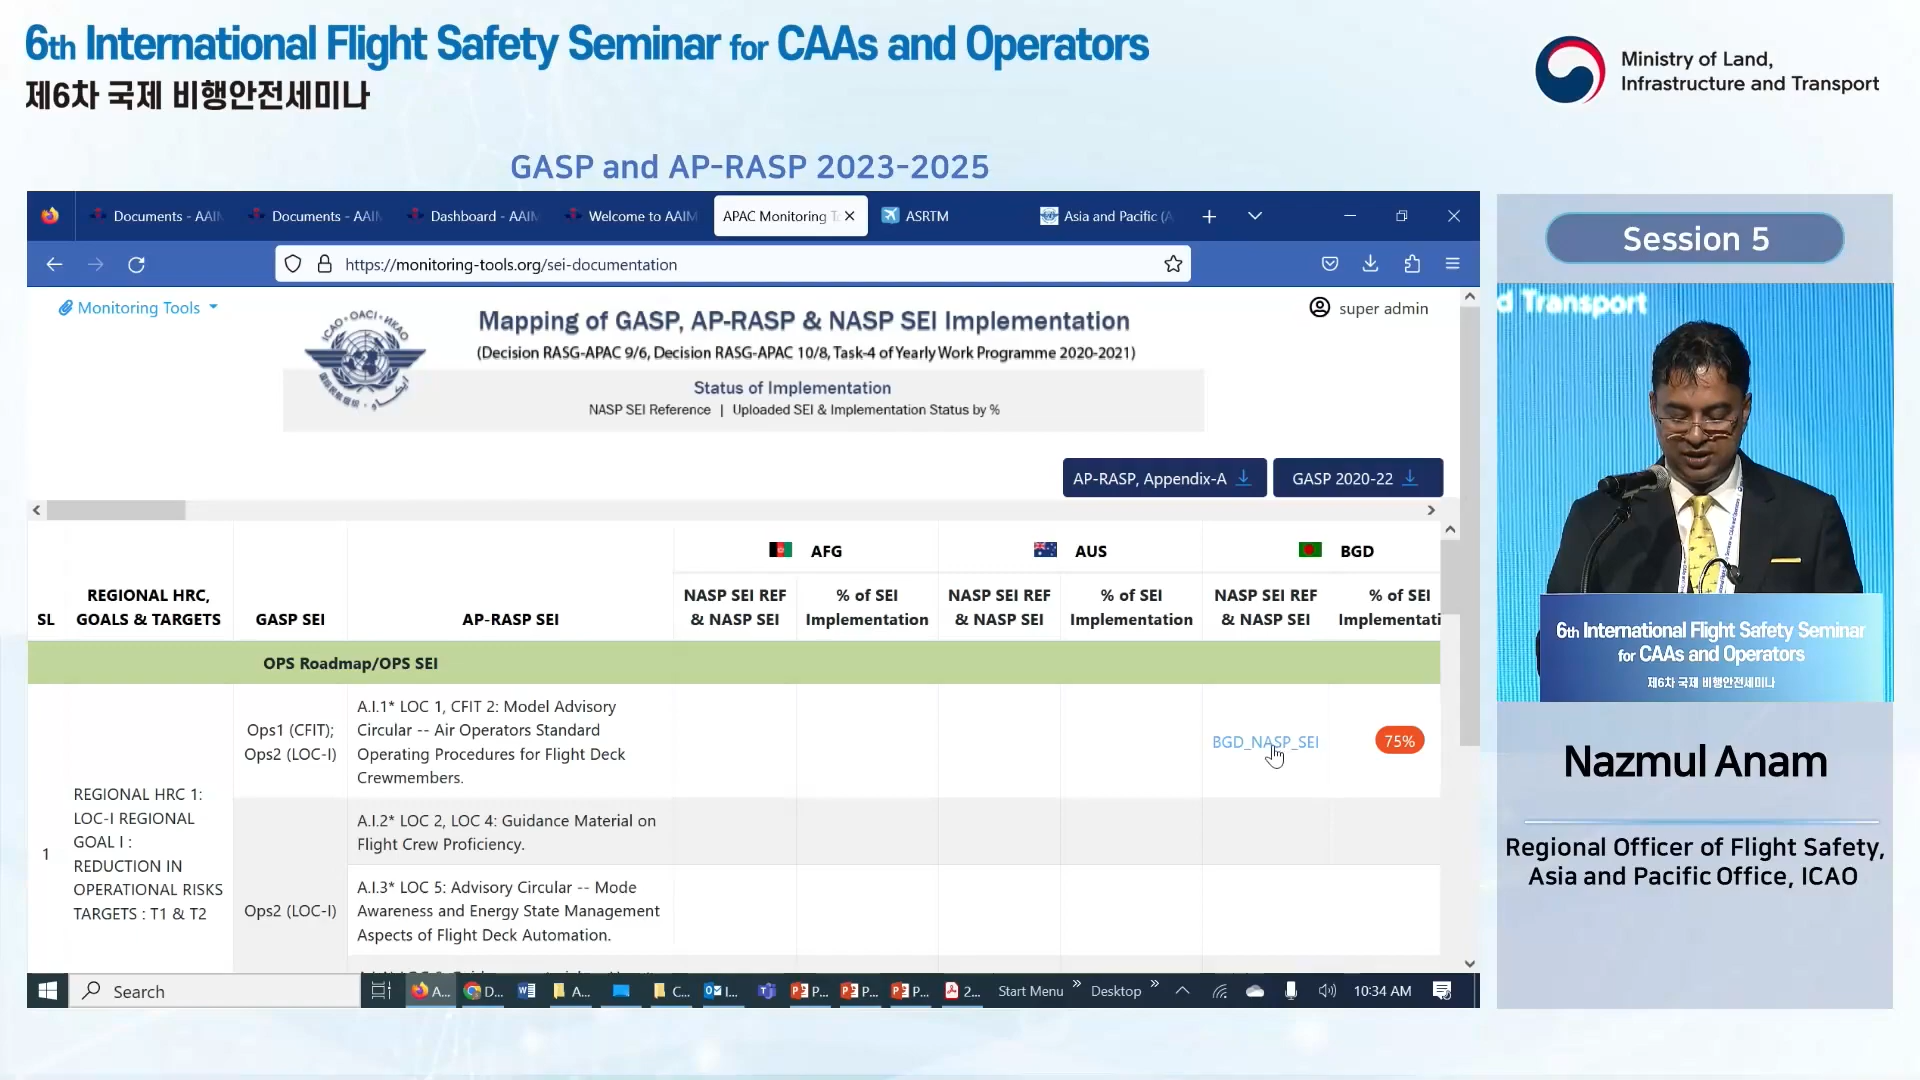 6th International Flight Safety Seminar for CAAs and Operators
제6차 국제 비행안전세미나
Ministry of Land,
Infrastructure and Transport
GASP and AP-RASP 2023-2025
Documents - AAI
Documents - AAI
Dashboard - AAIM
Welcome to AAIM
APAC Monitoring
ASRTM
Asia and Pacific (A
https://monitoring-tools.org/sei-documentation
Monitoring Tools
ICAO · OACI · ИКАО
Mapping of GASP, AP-RASP & NASP SEI Implementation
super admin
(Decision RASG-APAC 9/6, Decision RASG-APAC 10/8, Task-4 of Yearly Work Programme 2020-2021)
Status of Implementation
NASP SEI Reference | Uploaded SEI & Implementation Status by %
AP-RASP, Appendix-A
GASP 2020-22
AFG
AUS
BGD
SL
REGIONAL HRC,
GOALS & TARGETS
GASP SEI
AP-RASP SEI
NASP SEI REF
& NASP SEI
% of SEI
Implementation
NASP SEI REF
& NASP SEI
% of SEI
Implementation
NASP SEI REF
& NASP SEI
% of SEI
Implementati
OPS Roadmap/OPS SEI
1
REGIONAL HRC 1:
LOC-I REGIONAL
GOAL I :
REDUCTION IN
OPERATIONAL RISKS
TARGETS : T1 & T2
Ops1 (CFIT);
Ops2 (LOC-I)
A.I.1* LOC 1, CFIT 2: Model Advisory
Circular -- Air Operators Standard
Operating Procedures for Flight Deck
Crewmembers.
BGD_NASP_SEI
75%
Ops2 (LOC-I)
A.I.2* LOC 2, LOC 4: Guidance Material on
Flight Crew Proficiency.
A.I.3* LOC 5: Advisory Circular -- Mode
Awareness and Energy State Management
Aspects of Flight Deck Automation.
Search
A...
D...
A...
C...
I...
P...
P...
P...
2...
Start Menu
Desktop
10:34 AM
Session 5
d Transport
6th International Flight Safety Seminar
for CAAs and Operators
제6차 국제 비행안전세미나
Nazmul Anam
Regional Officer of Flight Safety,
Asia and Pacific Office, ICAO